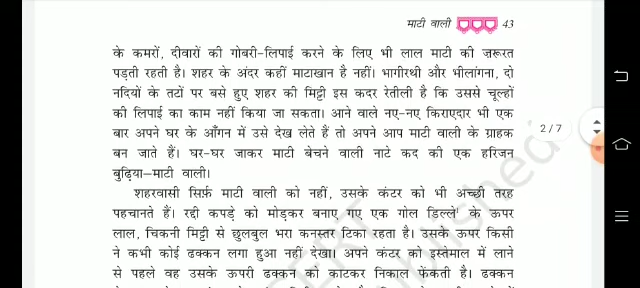 माटी वाली 43
के कमरों, दीवारों की गोबरी-लिपाई करने के लिए भी लाल माटी की ज़रूरत
पड़ती रहती है। शहर के अंदर कहीं माटाखान है नहीं। भागीरथी और भीलांगना, दो
नदियों के तटों पर बसे हुए शहर की मिट्टी इस कदर रेतीली है कि उससे चूल्हों
की लिपाई का काम नहीं किया जा सकता। आने वाले नए-नए किराएदार भी एक
बार अपने घर के आँगन में उसे देख लेते हैं तो अपने आप माटी वाली के ग्राहक
बन जाते हैं। घर-घर जाकर माटी बेचने वाली नाटे कद की एक हरिजन
बुढ़िया–माटी वाली।
शहरवासी सिर्फ़ माटी वाली को नहीं, उसके कंटर को भी अच्छी तरह
पहचानते हैं। रद्दी कपड़े को मोड़कर बनाए गए एक गोल डिल्ले¹ के ऊपर
लाल, चिकनी मिट्टी से छुलबुल भरा कनस्तर टिका रहता है। उसके ऊपर किसी
ने कभी कोई ढक्कन लगा हुआ नहीं देखा। अपने कंटर को इस्तेमाल में लाने
से पहले वह उसके ऊपरी ढक्कन को काटकर निकाल फेंकती है। ढक्कन
2/7